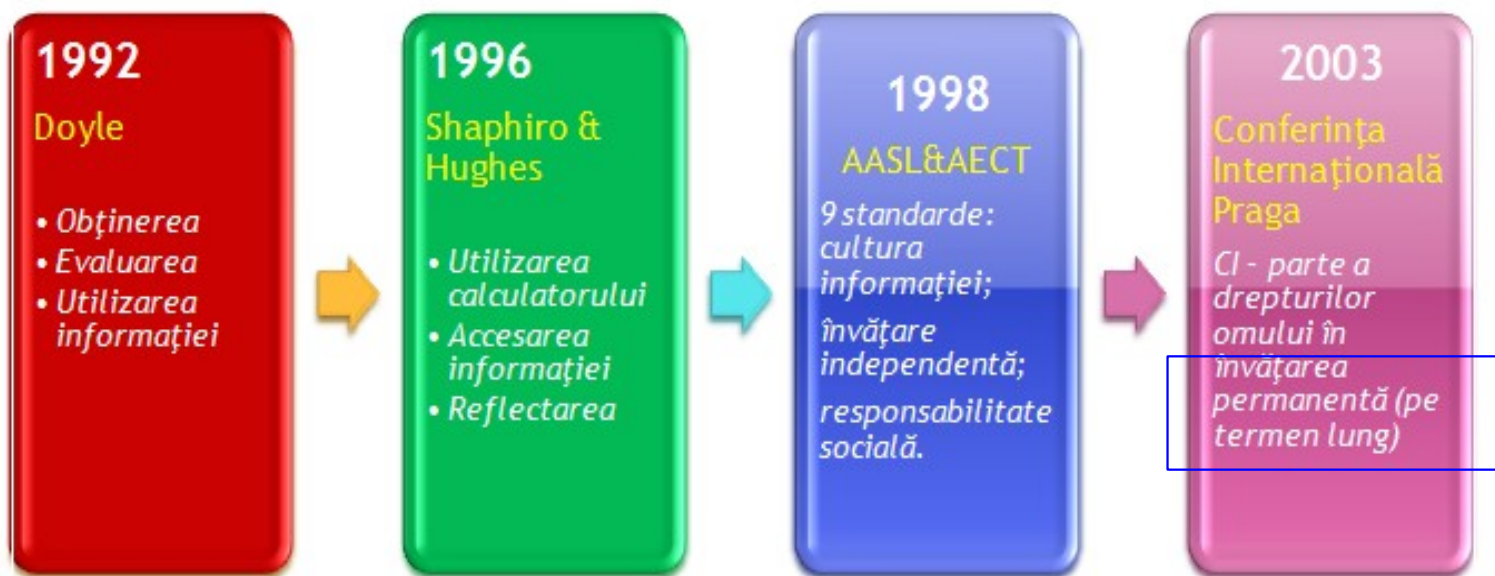 1992
Doyle
• Obţinerea
• Evaluarea
• Utilizarea
informaţiei
1996
Shaphiro &
Hughes
• Utilizarea
calculatorului
• Accesarea
informaţiei
• Reflectarea
1998
AASL&AECT
9 standarde:
cultura
informaţiei;
învăţare
independentă;
responsabilitate
socială.
2003
Conferinţa
Internaţională
Praga
CI - parte a
drepturilor
omului în
învăţarea
permanentă (pe
termen lung)